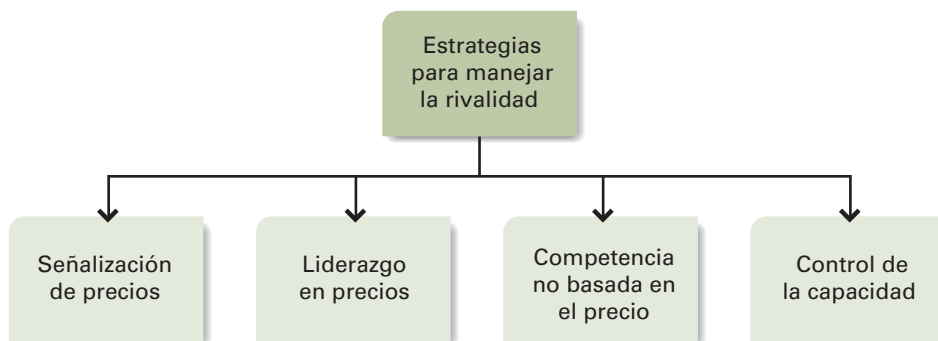 Estrategias
para manejar
la rivalidad
Señalización
de precios
Liderazgo
en precios
Competencia
no basada en
el precio
Control de
la capacidad